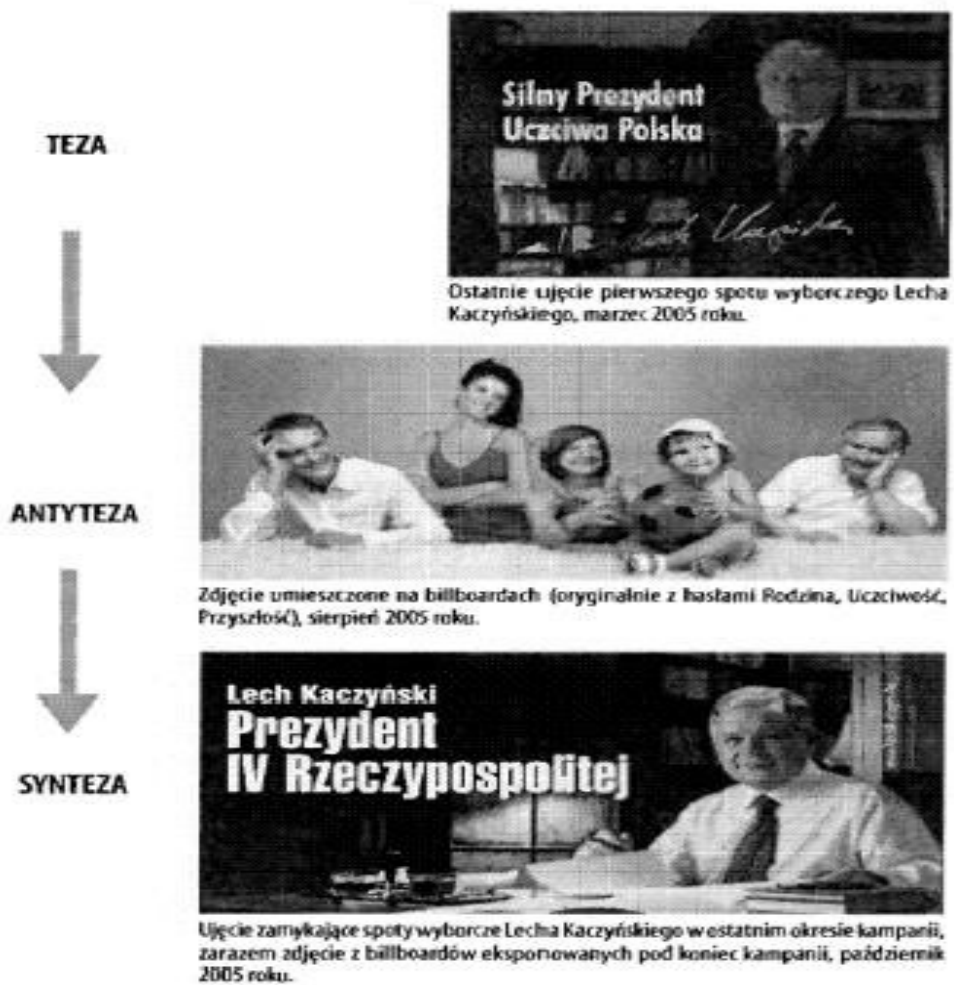 TEZA
Silny Prezydent
Uczciwa Polska
Ostatnie ujęcie pierwszego spotu wyborczego Lecha
Kaczyńskiego, marzec 2005 roku.
ANTYTEZA
Zdjęcie umieszczone na billboardach (oryginalnie z hasłami Rodzina, Uczciwość,
Przyszłość), sierpień 2005 roku.
SYNTEZA
Lech Kaczyński
Prezydent
IV Rzeczypospolitej
Ujęcie zamykające spoty wyborcze Lecha Kaczyńskiego w ostatnim okresie kampanii,
zarazem zdjęcie z billboardów eksponowanych pod koniec kampanii, październik
2005 roku.